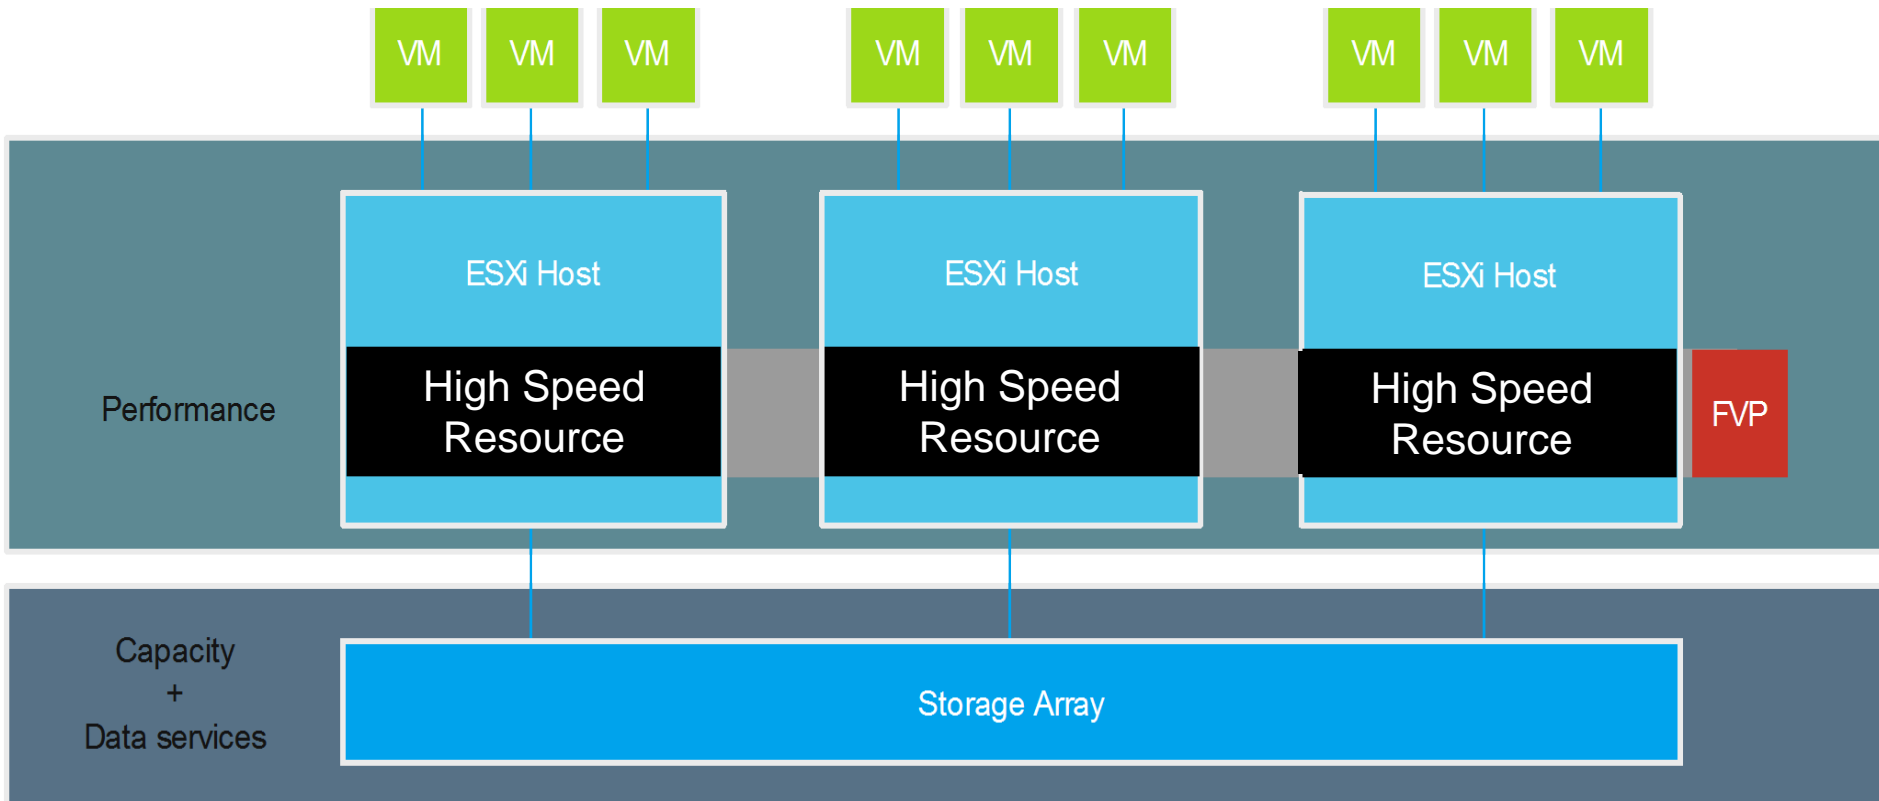 VM VM VM VM VM VM VM VM VM
ESXi Host ESXi Host ESXi Host
High Speed High Speed High Speed
Resource Resource Resource
Performance
FVP
Capacity
+
Data services
Storage Array